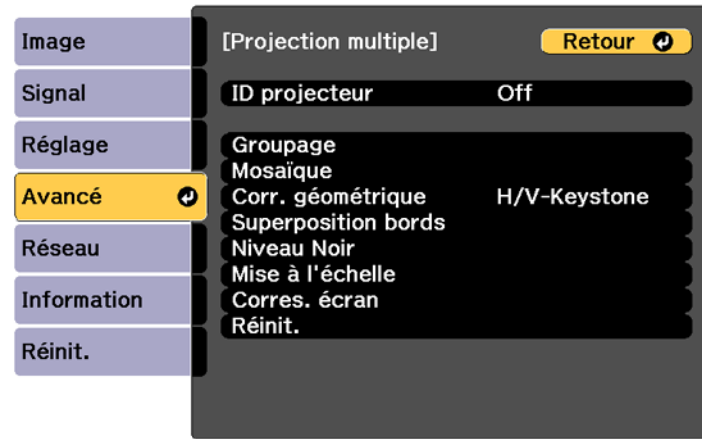 Image
Signal
Réglage
Avancé
Réseau
Information
Réinit.
[Projection multiple] Retour
ID projecteur Off
Groupage
Mosaïque
Corr. géométrique H/V-Keystone
Superposition bords
Niveau Noir
Mise à l'échelle
Corres. écran
Réinit.